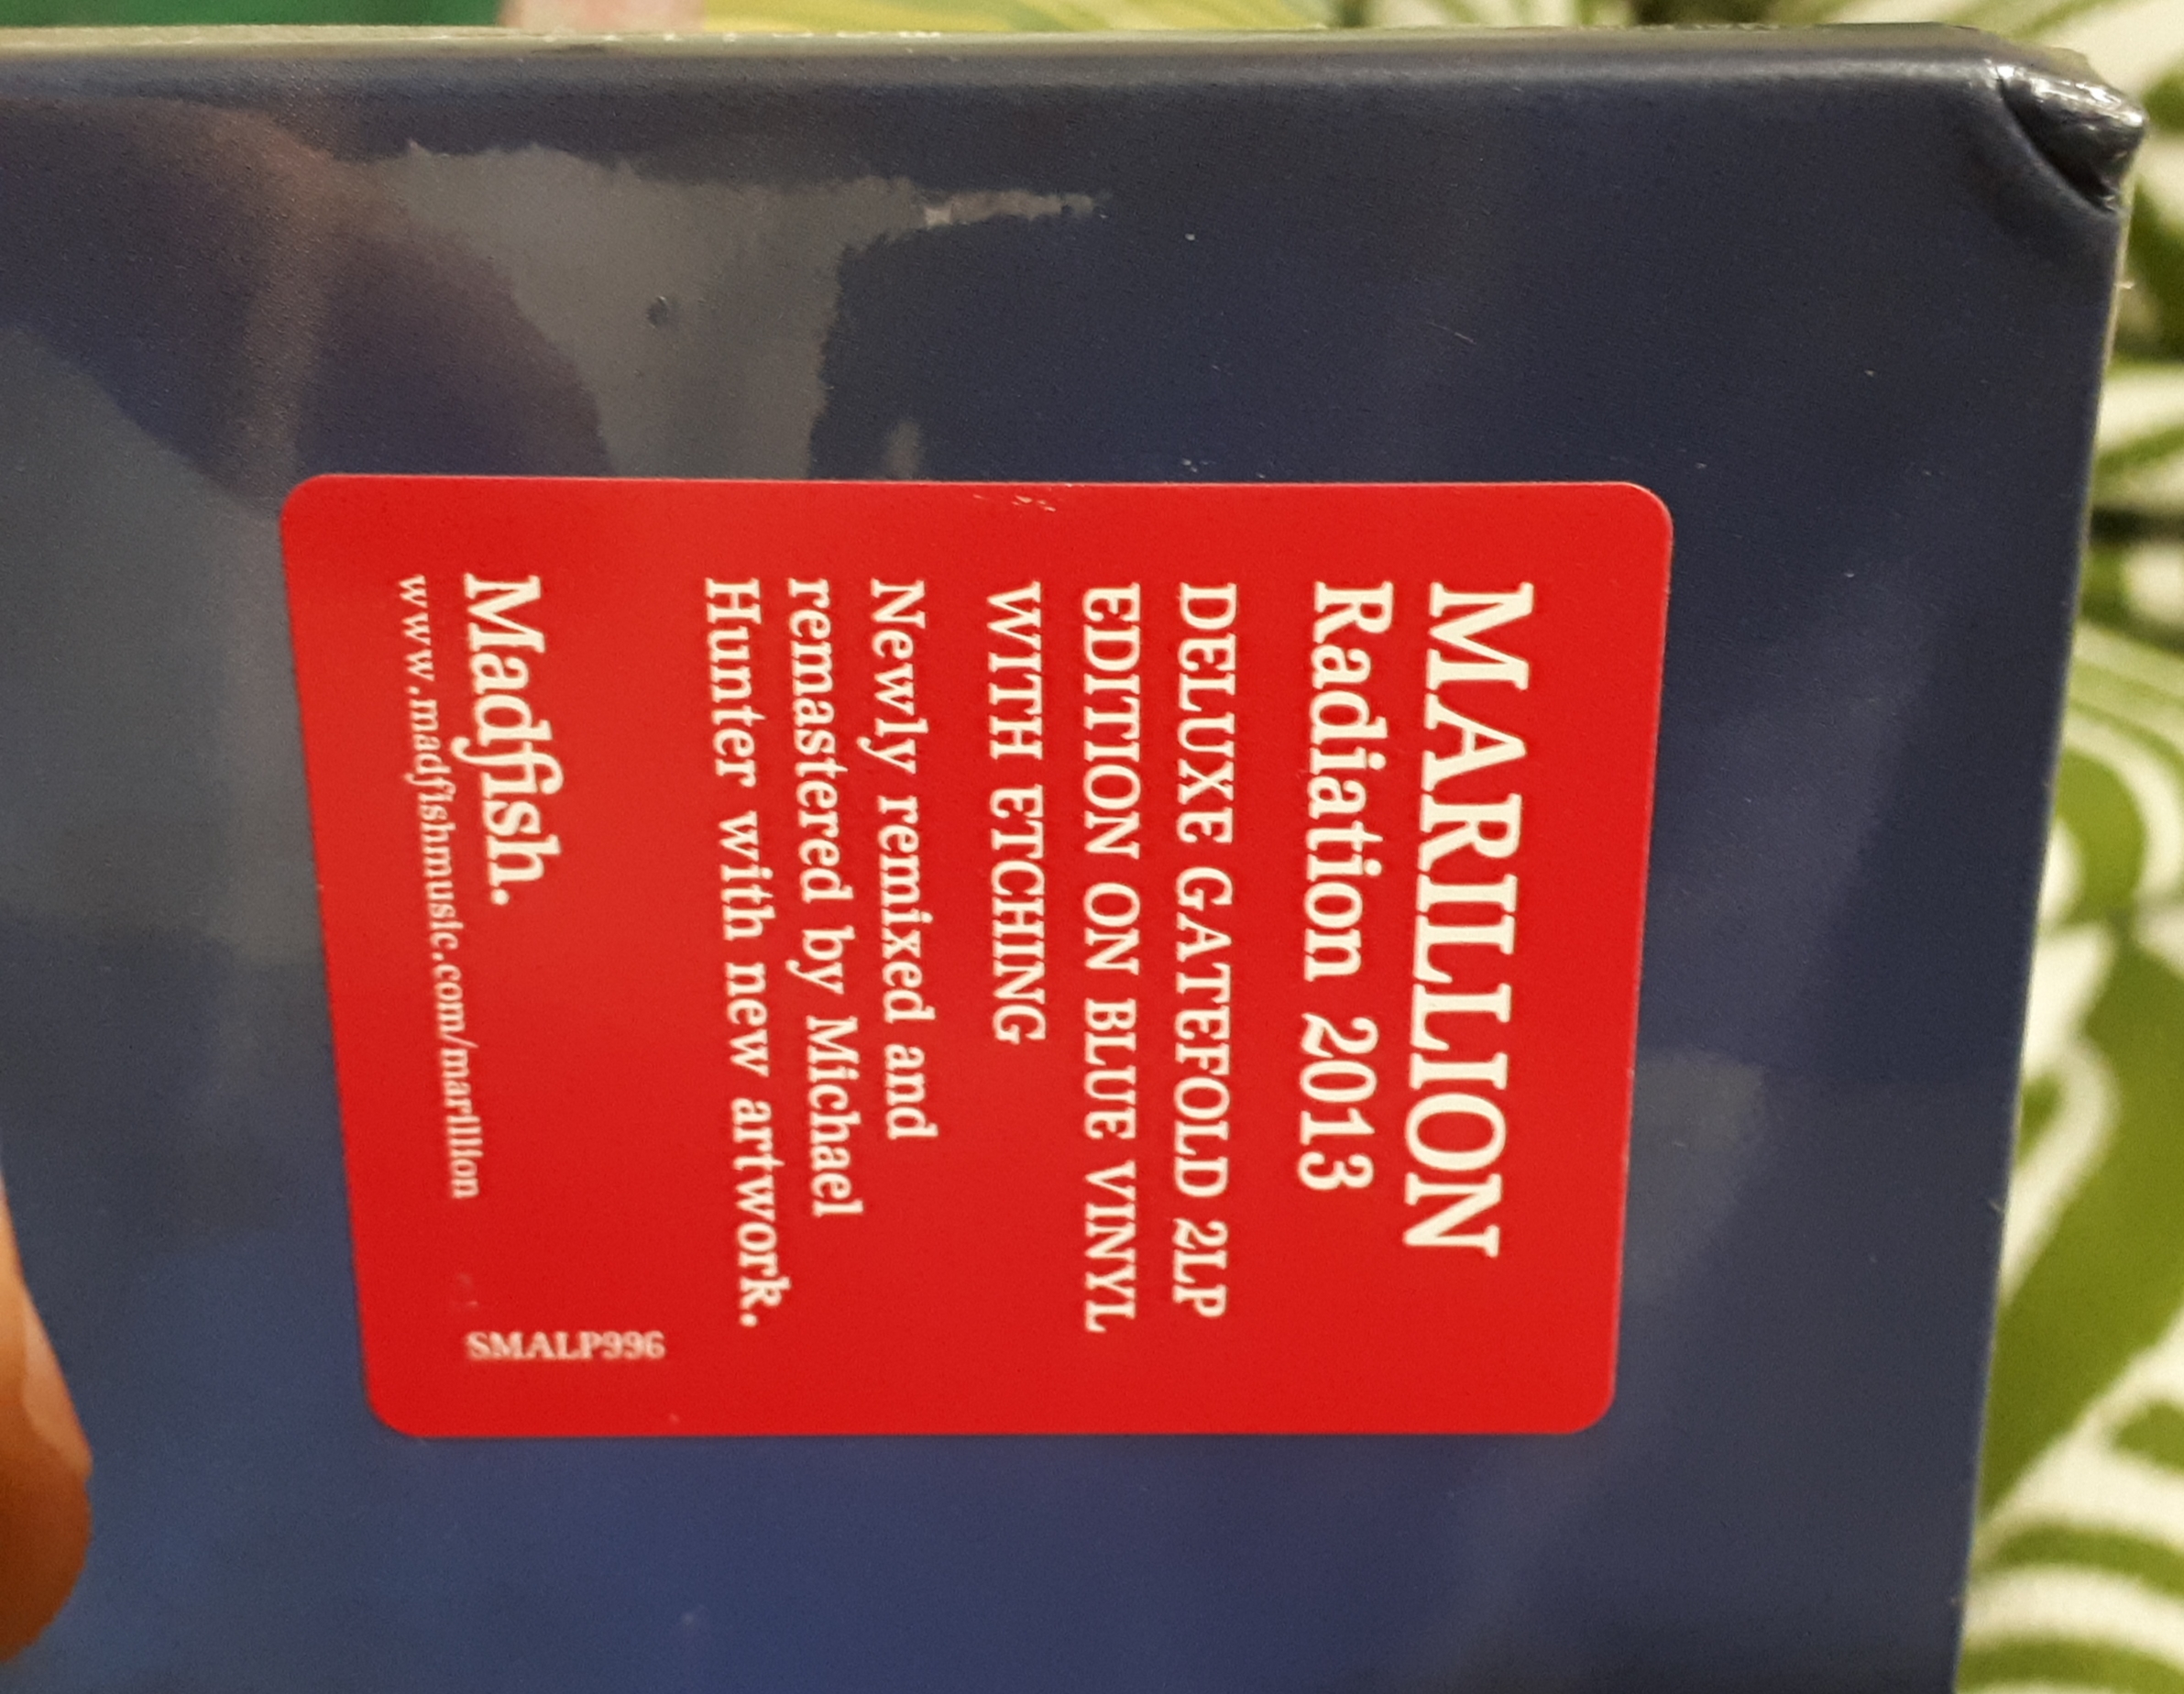 MARILLION
Radiation 2013
DELUXE GATEFOLD 2LP
EDITION ON BLUE VINYL
WITH ETCHING
Newly remixed and
remastered by Michael
Hunter with new artwork.
Madfish.
www.madfishmusic.com/marillion
SMALP996